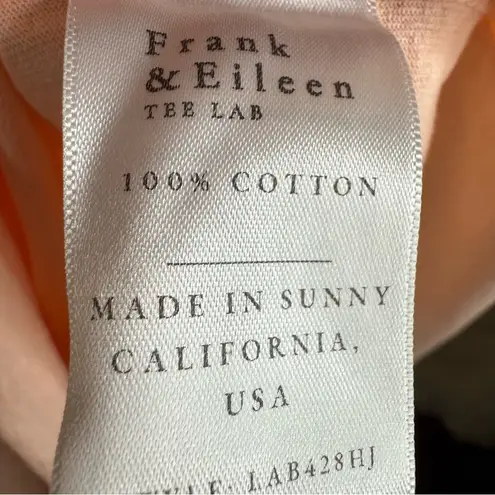 Frank
& Eileen
TEE LAB
100% COTTON
MADE IN SUNNY
CALIFORNIA,
USA
LAB428HJ